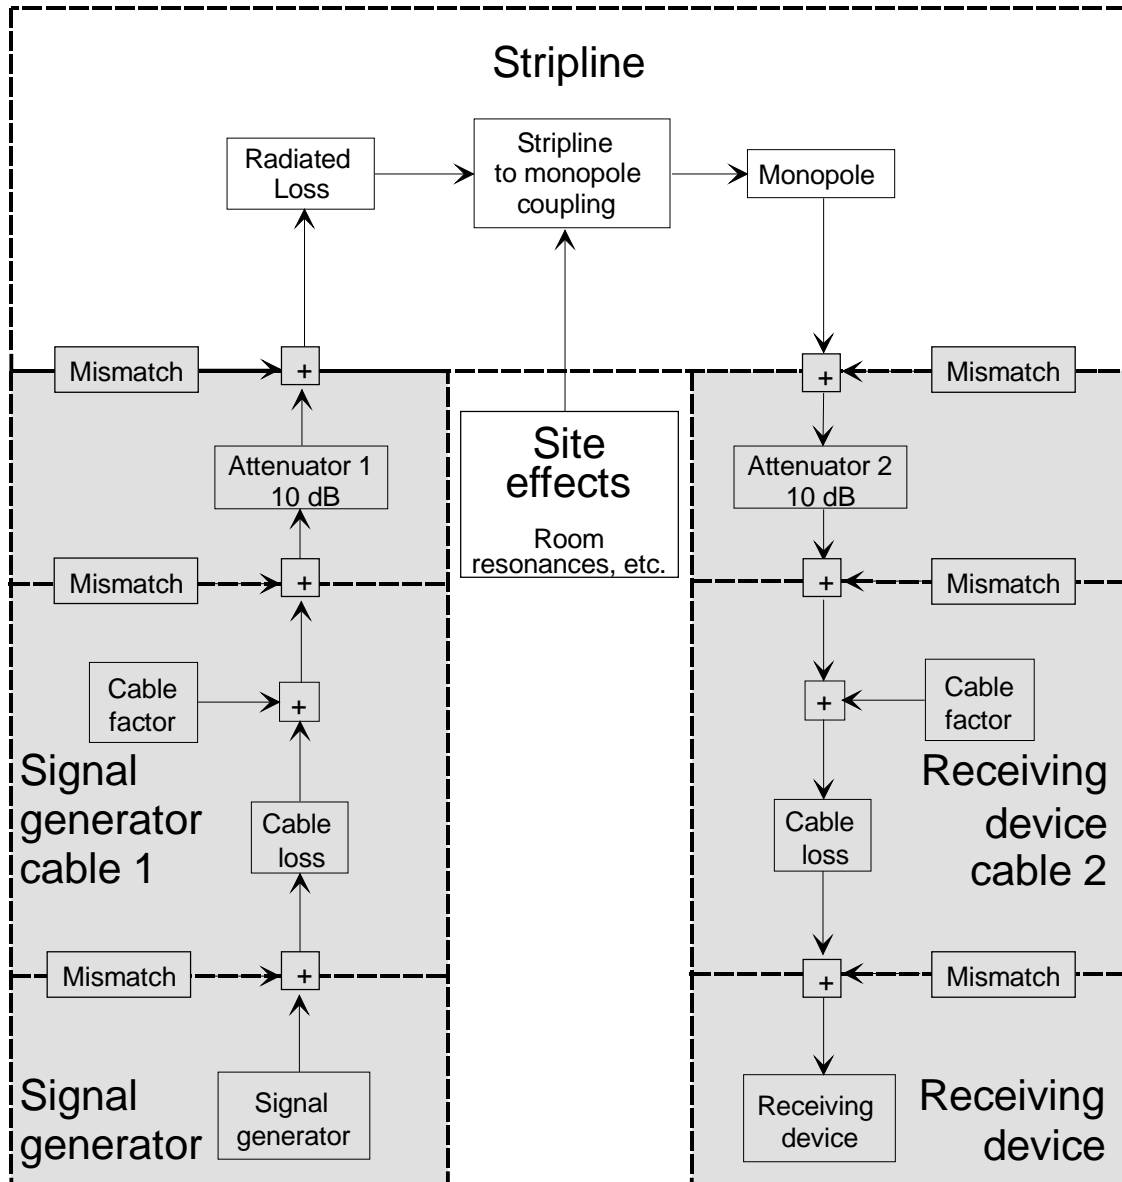 Stripline
Radiated
Loss
Stripline
to monopole
coupling
Monopole
Mismatch
+
+
Mismatch
Attenuator 1
10 dB
Site
effects
Room
resonances, etc.
Attenuator 2
10 dB
Mismatch
+
+
Mismatch
Cable
factor
+
+
Cable
factor
Signal
generator
cable 1
Cable
loss
Cable
loss
Receiving
device
cable 2
Mismatch
+
+
Mismatch
Signal
generator
Signal
generator
Receiving
device
Receiving
device